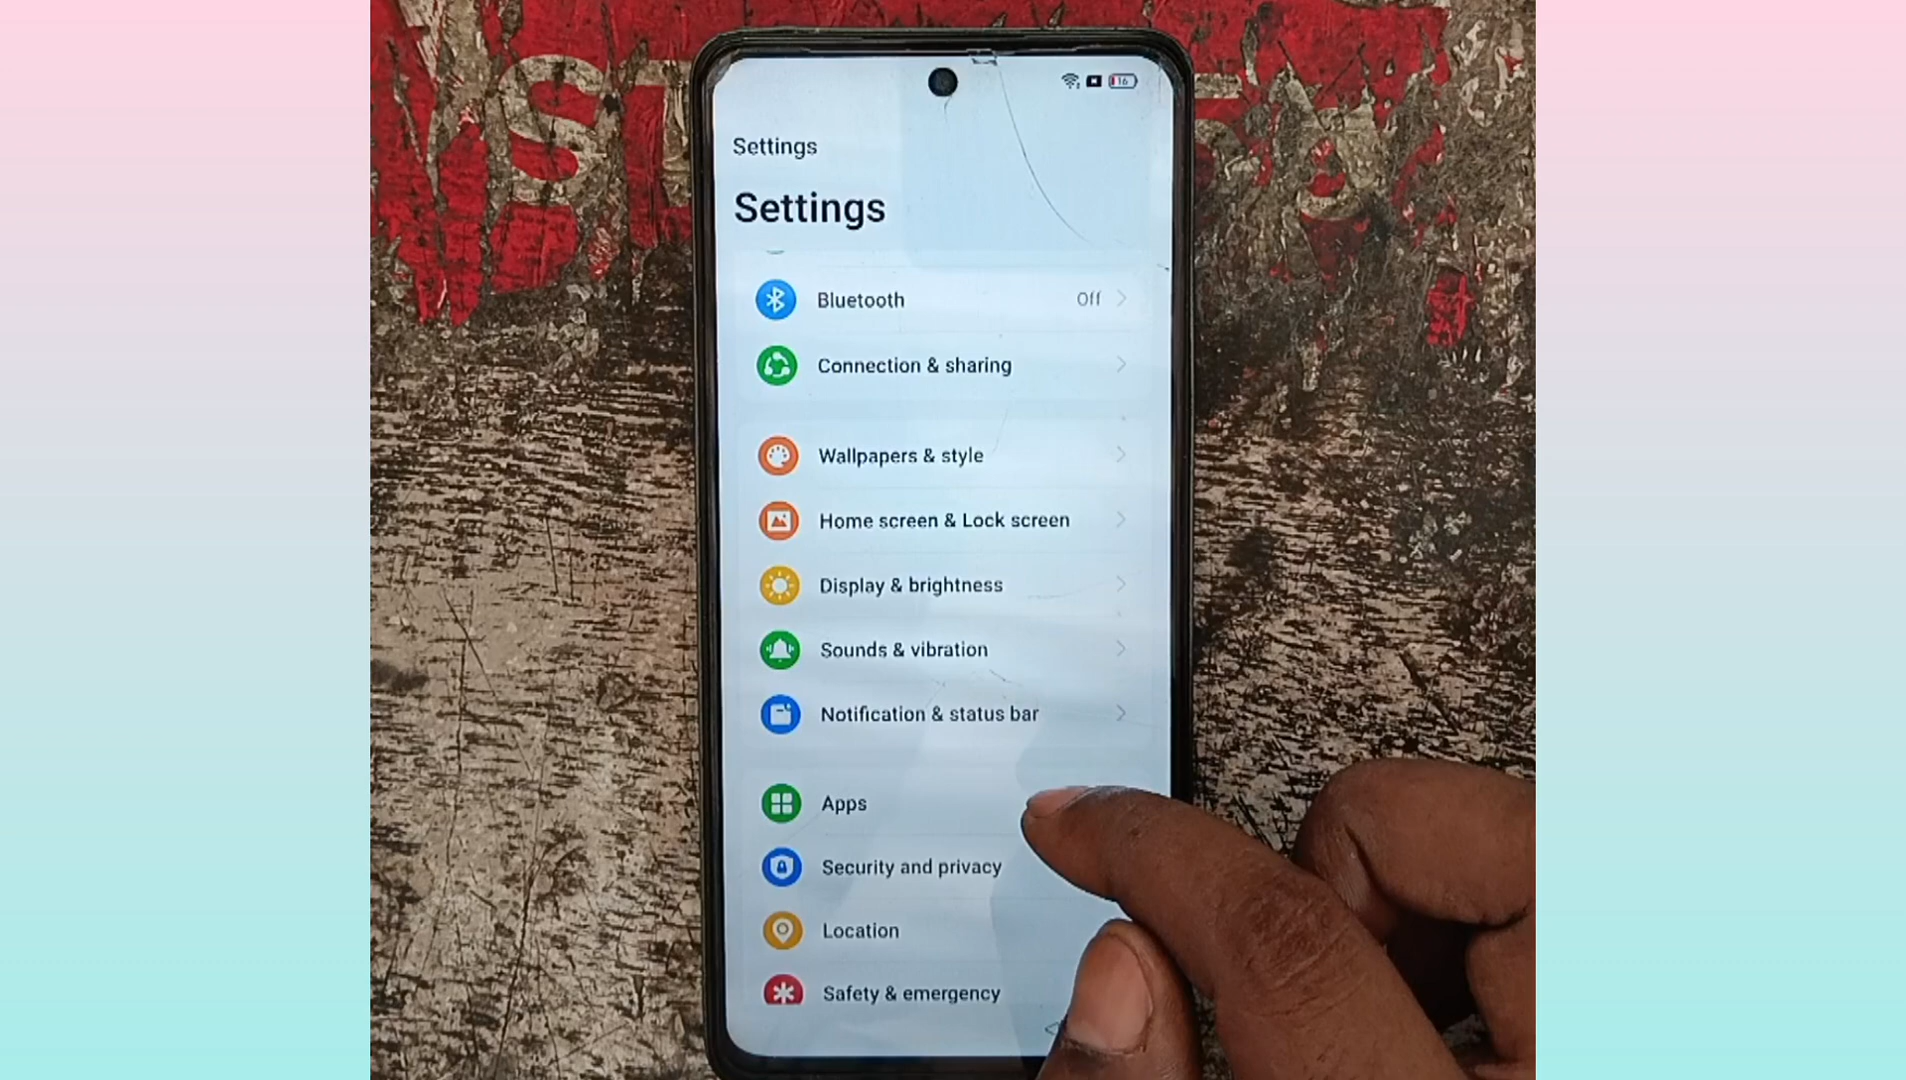 16
Settings
Settings
Bluetooth Off
Connection & sharing
Wallpapers & style
Home screen & Lock screen
Display & brightness
Sounds & vibration
Notification & status bar
Apps
Security and privacy
Location
Safety & emergency